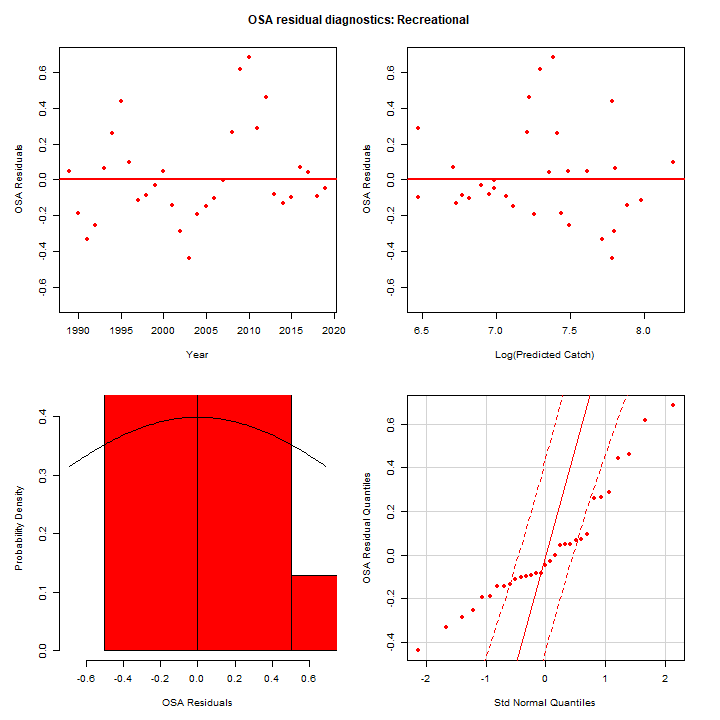 OSA residual diagnostics: Recreational
OSA Residuals
0.6
0.4
0.2
0.0
-0.2
-0.4
-0.6
1990 1995 2000 2005 2010 2015 2020
Year
OSA Residuals
0.6
0.4
0.2
0.0
-0.2
-0.4
-0.6
6.5 7.0 7.5 8.0
Log(Predicted Catch)
Probability Density
0.4
0.3
0.2
0.1
0.0
-0.6 -0.4 -0.2 0.0 0.2 0.4 0.6
OSA Residuals
OSA Residual Quantiles
0.6
0.4
0.2
0.0
-0.2
-0.4
-2 -1 0 1 2
Std Normal Quantiles